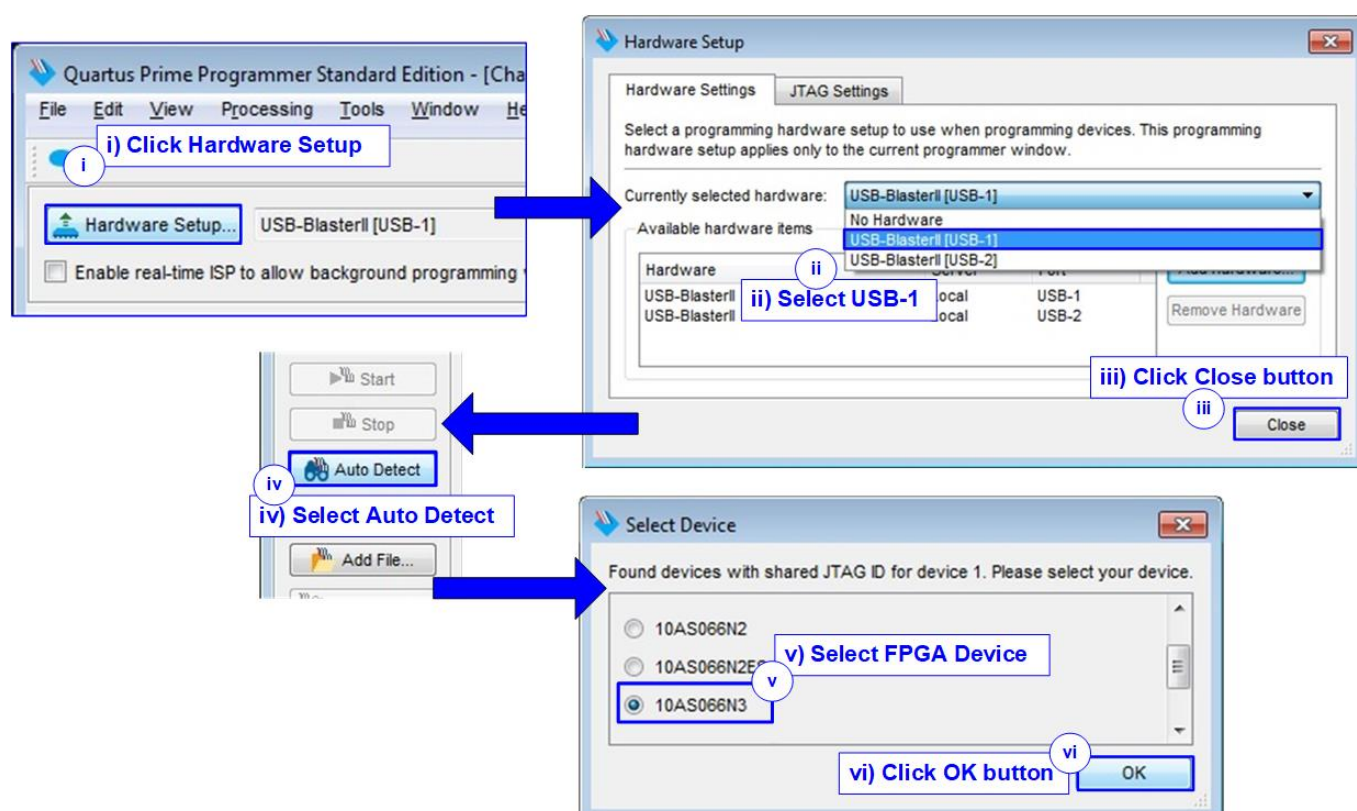 Quartus Prime Programmer Standard Edition - [Cha
File Edit View Processing Tools Window He
i) Click Hardware Setup
i
Hardware Setup... USB-BlasterII [USB-1]
Enable real-time ISP to allow background programming
Hardware Setup
Hardware Settings JTAG Settings
Select a programming hardware setup to use when programming devices. This programming
hardware setup applies only to the current programmer window.
Currently selected hardware: USB-BlasterII [USB-1]
No Hardware
USB-BlasterII [USB-1]
USB-BlasterII [USB-2]
Available hardware items
Hardware
ii
ii) Select USB-1
USB-BlasterII Local USB-1
USB-BlasterII Local USB-2
Remove Hardware
iii) Click Close button
iii
Close
Start
Stop
Auto Detect
iv
iv) Select Auto Detect
Add File...
Select Device
Found devices with shared JTAG ID for device 1. Please select your device.
10AS066N2
10AS066N2ES
v) Select FPGA Device
v
10AS066N3
vi
vi) Click OK button
OK